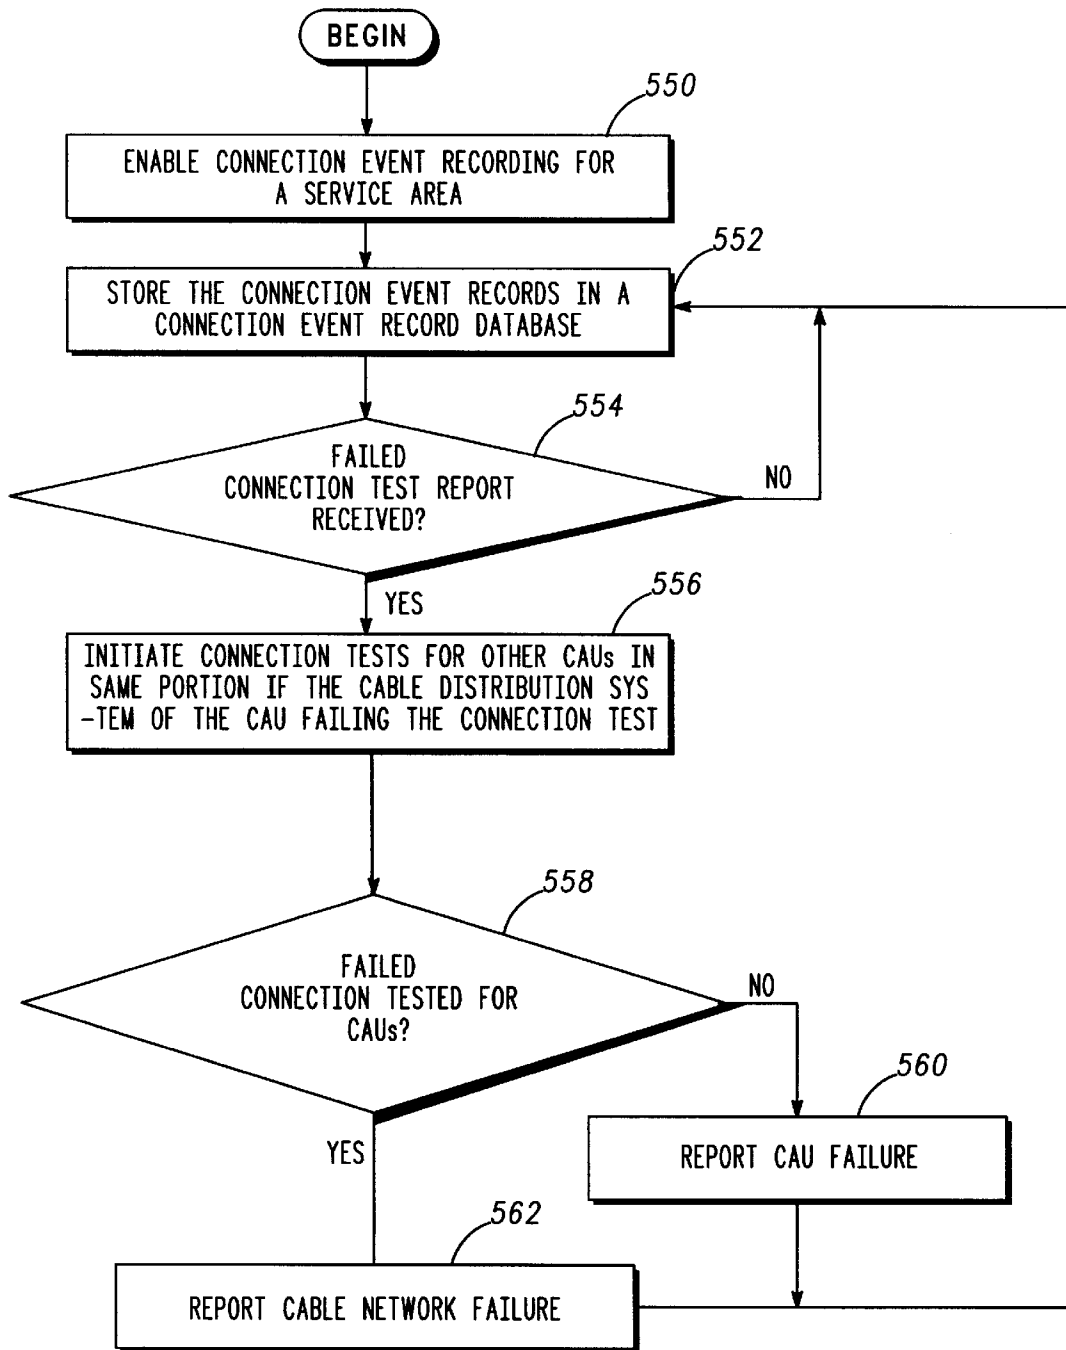 BEGIN
550
ENABLE CONNECTION EVENT RECORDING FOR
A SERVICE AREA
552
STORE THE CONNECTION EVENT RECORDS IN A
CONNECTION EVENT RECORD DATABASE
554
FAILED
CONNECTION TEST REPORT
RECEIVED?
NO
YES
556
INITIATE CONNECTION TESTS FOR OTHER CAUs IN
SAME PORTION IF THE CABLE DISTRIBUTION SYS
-TEM OF THE CAU FAILING THE CONNECTION TEST
558
FAILED
CONNECTION TESTED FOR
CAUs?
NO
YES
560
REPORT CAU FAILURE
562
REPORT CABLE NETWORK FAILURE